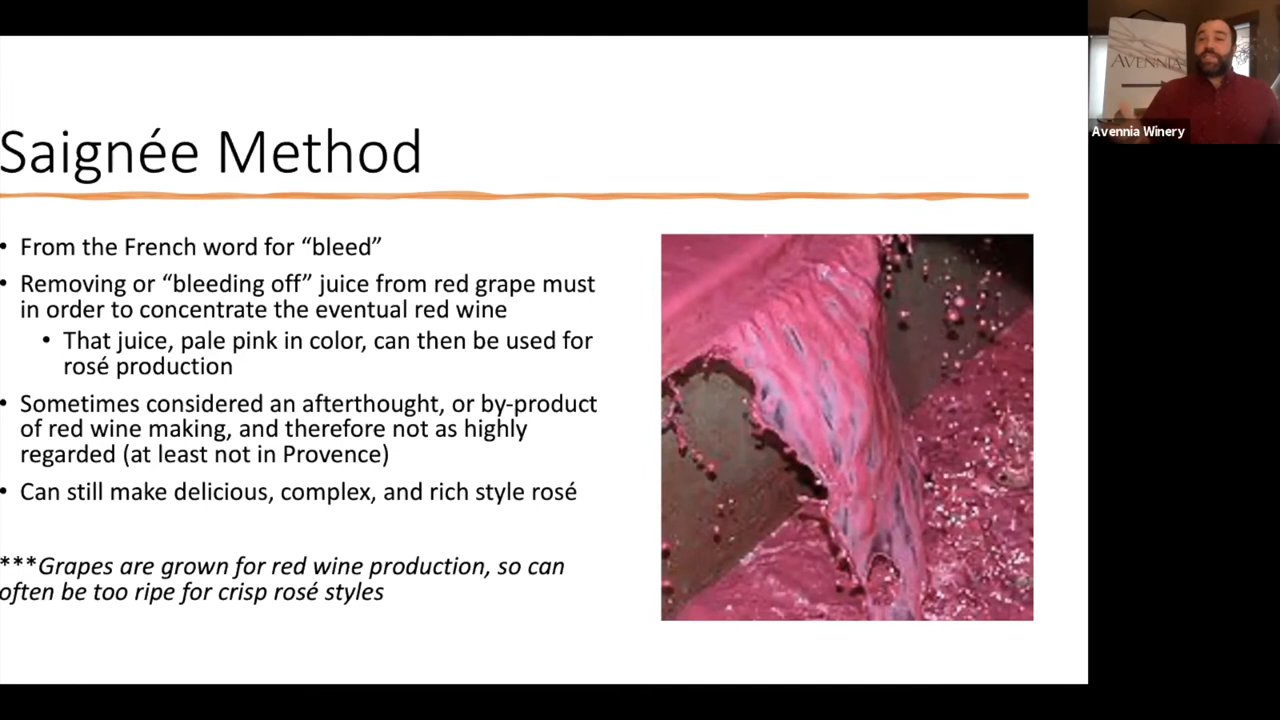 AVENNIA
Avennia Winery
Saignée Method
• From the French word for “bleed”
• Removing or “bleeding off” juice from red grape must
in order to concentrate the eventual red wine
• That juice, pale pink in color, can then be used for
rosé production
• Sometimes considered an afterthought, or by-product
of red wine making, and therefore not as highly
regarded (at least not in Provence)
• Can still make delicious, complex, and rich style rosé
***Grapes are grown for red wine production, so can
often be too ripe for crisp rosé styles